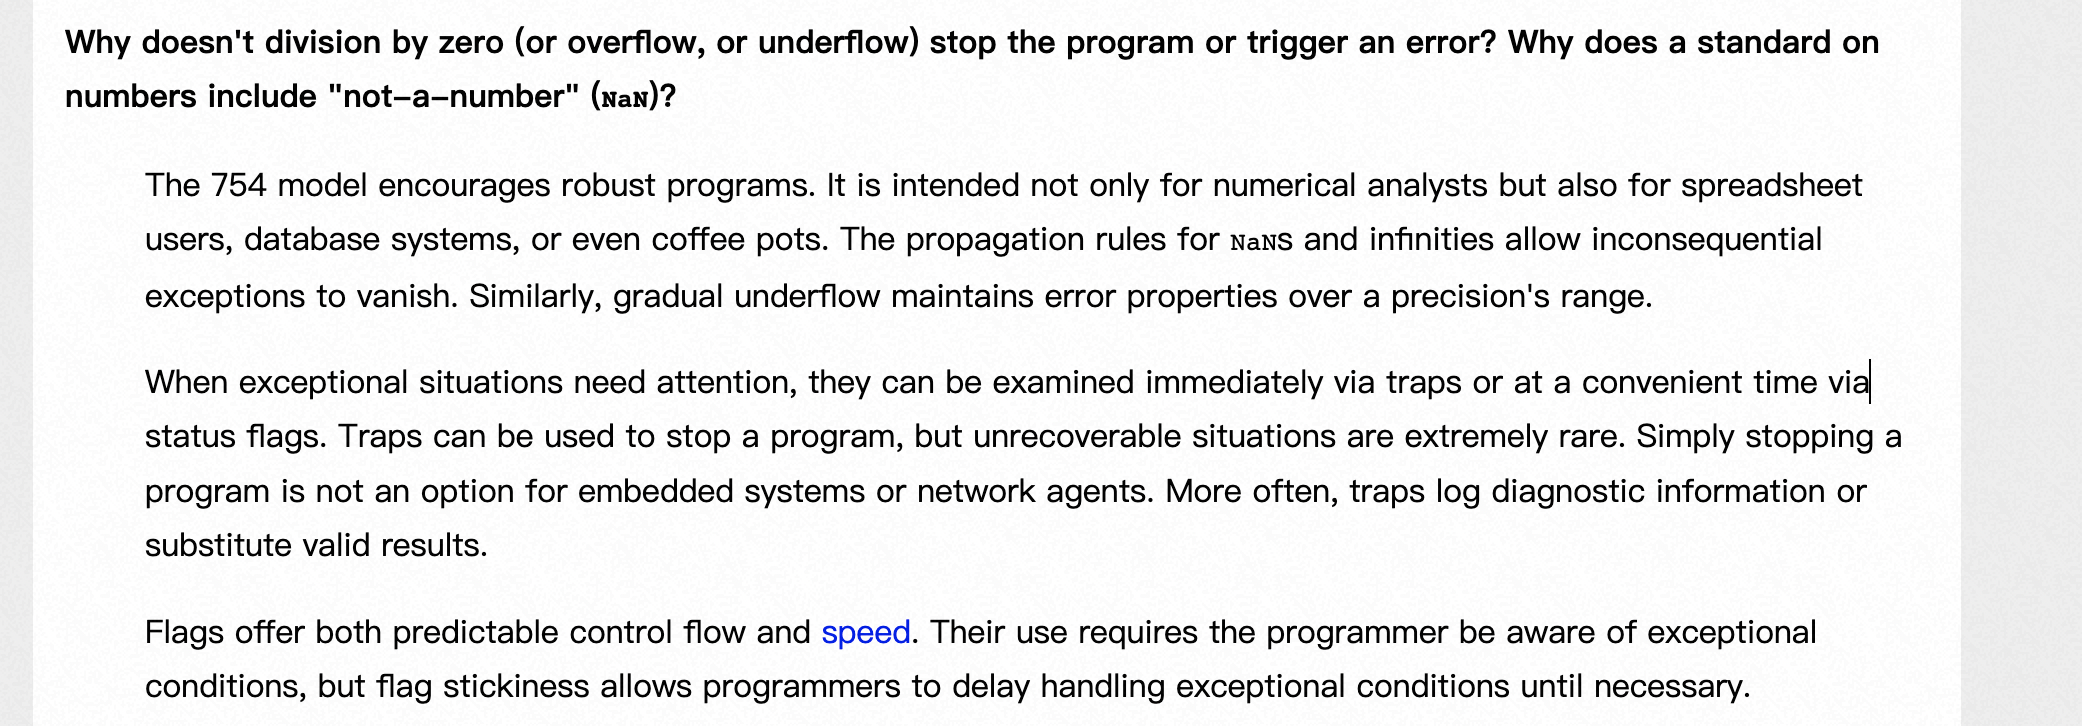 Why doesn't division by zero (or overflow, or underflow) stop the program or trigger an error? Why does a standard on
numbers include "not-a-number" (NaN)?
The 754 model encourages robust programs. It is intended not only for numerical analysts but also for spreadsheet
users, database systems, or even coffee pots. The propagation rules for NaNs and infinities allow inconsequential
exceptions to vanish. Similarly, gradual underflow maintains error properties over a precision's range.
When exceptional situations need attention, they can be examined immediately via traps or at a convenient time via
status flags. Traps can be used to stop a program, but unrecoverable situations are extremely rare. Simply stopping a
program is not an option for embedded systems or network agents. More often, traps log diagnostic information or
substitute valid results.
Flags offer both predictable control flow and speed. Their use requires the programmer be aware of exceptional
conditions, but flag stickiness allows programmers to delay handling exceptional conditions until necessary.